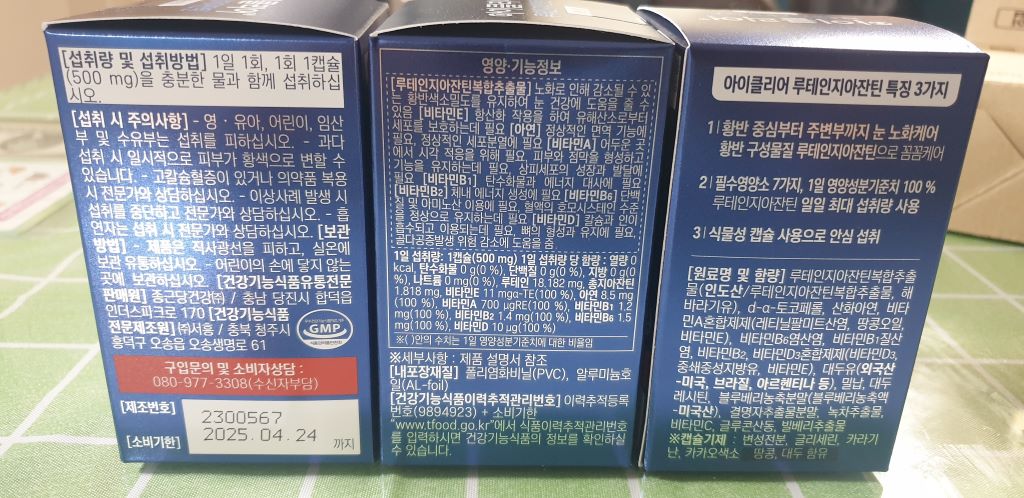 [섭취량 및 섭취방법] 1일 1회, 1회 1캡슐
(500 mg)을 충분한 물과 함께 섭취하십
시오.
[섭취 시 주의사항] - 영ㆍ유아, 어린이, 임산
부 및 수유부는 섭취를 피하십시오. - 과다
섭취 시 일시적으로 피부가 황색으로 변할 수
있습니다. - 고칼슘혈증이 있거나 의약품 복용
시 전문가와 상담하십시오. - 이상사례 발생 시
섭취를 중단하고 전문가와 상담하십시오. - 흡
연자는 섭취 시 전문가와 상담하십시오. [보관
방법] - 제품은 직사광선을 피하고, 실온에
보관 유통하십시오. - 어린이의 손에 닿지 않는
곳에 보관하십시오. [건강기능식품유통전문
판매원] 종근당건강㈜ / 충남 당진시 합덕읍
인더스파크로 170 [건강기능식품
전문제조원] ㈜서흥 / 충북 청주시
흥덕구 오송읍 오송생명로 61
GMP
구입문의 및 소비자상담 :
080-977-3308(수신자부담)
[제조번호] 2300567
[소비기한] 2025.04.24 까지
영양·기능정보
[루테인지아잔틴복합추출물] 노화로 인해 감소될 수 있
는 황반색소밀도를 유지하여 눈 건강에 도움을 줄 수
있음 [비타민E] 항산화 작용을 하여 유해산소로부터
세포를 보호하는데 필요 [아연] 정상적인 면역 기능에
필요, 정상적인 세포분열에 필요 [비타민A] 어두운 곳
에서 시각 적응을 위해 필요, 피부와 점막을 형성하고
기능을 유지하는데 필요, 상피세포의 성장과 발달에
필요 [비타민B1] 탄수화물과 에너지 대사에 필요
[비타민B2] 체내 에너지 생성에 필요 [비타민B6] 단백
질 및 아미노산 이용에 필요, 혈액의 호모시스테인 수준
을 정상으로 유지하는데 필요 [비타민D] 칼슘과 인이
흡수되고 이용되는데 필요, 뼈의 형성과 유지에 필요,
골다공증발생 위험 감소에 도움을 줌
1일 섭취량: 1캡슐(500 mg) 1일 섭취량 당 함량 : 열량 0
kcal, 탄수화물 0 g(0 %), 단백질 0 g(0 %), 지방 0 g(0
%), 나트륨 0 mg(0 %), 루테인 18.182 mg, 총지아잔틴
1.818 mg, 비타민E 11 mgα-TE(100 %), 아연 8.5 mg
(100 %), 비타민A 700 μgRE(100 %), 비타민B1 1.2
mg(100 %), 비타민B2 1.4 mg(100 %), 비타민B6 1.5
mg(100 %), 비타민D 10 μg(100 %)
※( )안의 수치는 1일 영양성분기준치에 대한 비율임
※세부사항 : 제품 설명서 참조
[내포장재질] 폴리염화비닐(PVC), 알루미늄호
일(AL-foil)
[건강기능식품이력추적관리번호] 이력추적등록
번호(9894923) + 소비기한
"www.tfood.go.kr"에서 식품이력추적관리번호
를 입력하시면 건강기능식품의 정보를 확인하실
수 있습니다.
아이클리어 루테인지아잔틴 특징 3가지
1 | 황반 중심부터 주변부까지 눈 노화케어
황반 구성물질 루테인지아잔틴으로 꼼꼼케어
2 | 필수영양소 7가지, 1일 영양성분기준치 100 %
루테인지아잔틴 일일 최대 섭취량 사용
3 | 식물성 캡슐 사용으로 안심 섭취
[원료명 및 함량] 루테인지아잔틴복합추출
물(인도산/루테인지아잔틴복합추출물, 해
바라기유), d-α-토코페롤, 산화아연, 비타
민A혼합제제(레티닐팔미트산염, 땅콩오일,
비타민E), 비타민B6염산염, 비타민B1질산
염, 비타민B2, 비타민D3혼합제제(비타민D3,
중쇄중성지방유, 비타민E), 대두유(외국산
-미국, 브라질, 아르헨티나 등), 밀납, 대두
레시틴, 블루베리농축분말(블루베리농축액
-미국산), 결명자추출물분말, 녹차추출물,
비타민C, 글루콘산동, 빌베리추출물
※캡슐기제 : 변성전분, 글리세린, 카라기
난, 카카오색소 땅콩, 대두 함유